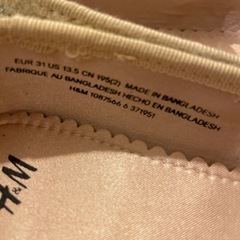 EUR 31 US 13.5 CN 195(2) MADE IN BANGLADESH
FABRIQUE AU BANGLADESH HECHO EN BANGLADESH
H&M 1087566.6 371951
H&M